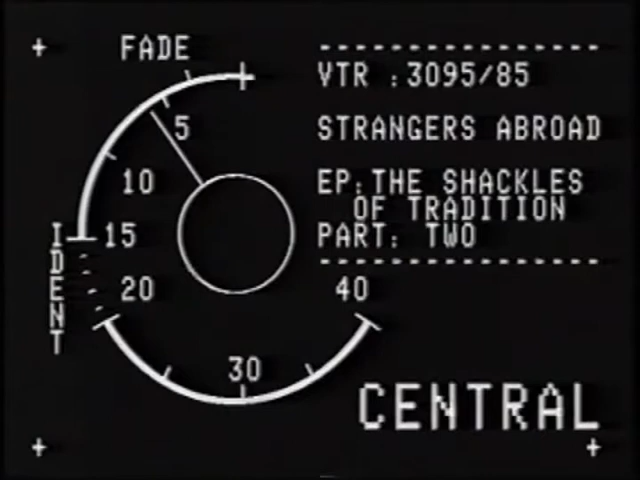 FADE
VTR :3095/85
STRANGERS ABROAD
EP:THE SHACKLES
OF TRADITION
PART: TWO
5
10
15
20
30
40
IDENT
CENTRAL